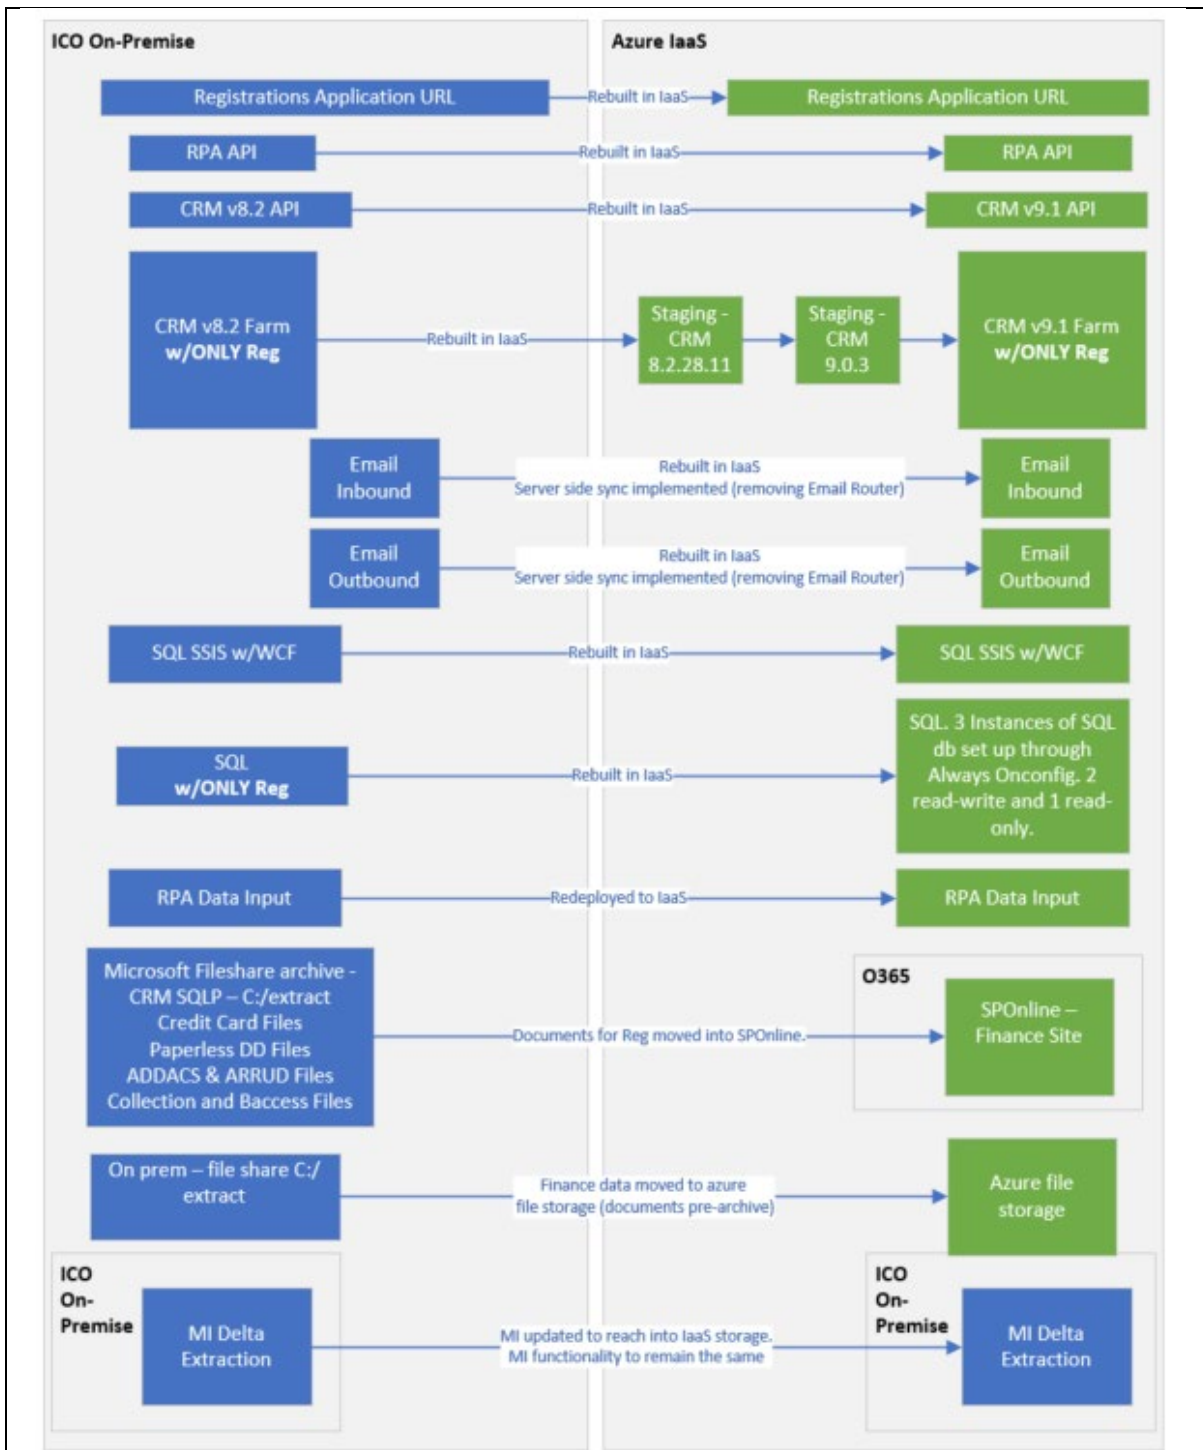 ICO On-Premise
Azure IaaS
Registrations Application URL
Rebuilt in IaaS
Registrations Application URL
RPA API
Rebuilt in IaaS
RPA API
CRM v8.2 API
Rebuilt in IaaS
CRM v9.1 API
CRM v8.2 Farm
w/ONLY Reg
Rebuilt in IaaS
Staging -
CRM
8.2.28.11
Staging -
CRM
9.0.3
CRM v9.1 Farm
w/ONLY Reg
Email
Inbound
Rebuilt in IaaS
Server side sync implemented (removing Email Router)
Email
Inbound
Email
Outbound
Rebuilt in IaaS
Server side sync implemented (removing Email Router)
Email
Outbound
SQL SSIS w/WCF
Rebuilt in IaaS
SQL SSIS w/WCF
SQL
w/ONLY Reg
Rebuilt in IaaS
SQL. 3 Instances of SQL
db set up through
Always Onconfig. 2
read-write and 1 read-
only.
RPA Data Input
Redeployed to IaaS
RPA Data Input
Microsoft Fileshare archive -
CRM SQLP – C:/extract
Credit Card Files
Paperless DD Files
ADDACS & ARRUD Files
Collection and Baccess Files
Documents for Reg moved into SPOnline.
O365
SPOnline –
Finance Site
On prem – file share C:/
extract
Finance data moved to azure
file storage (documents pre-archive)
Azure file
storage
ICO
On-
Premise
MI Delta
Extraction
MI updated to reach into IaaS storage.
MI functionality to remain the same
ICO
On-
Premise
MI Delta
Extraction